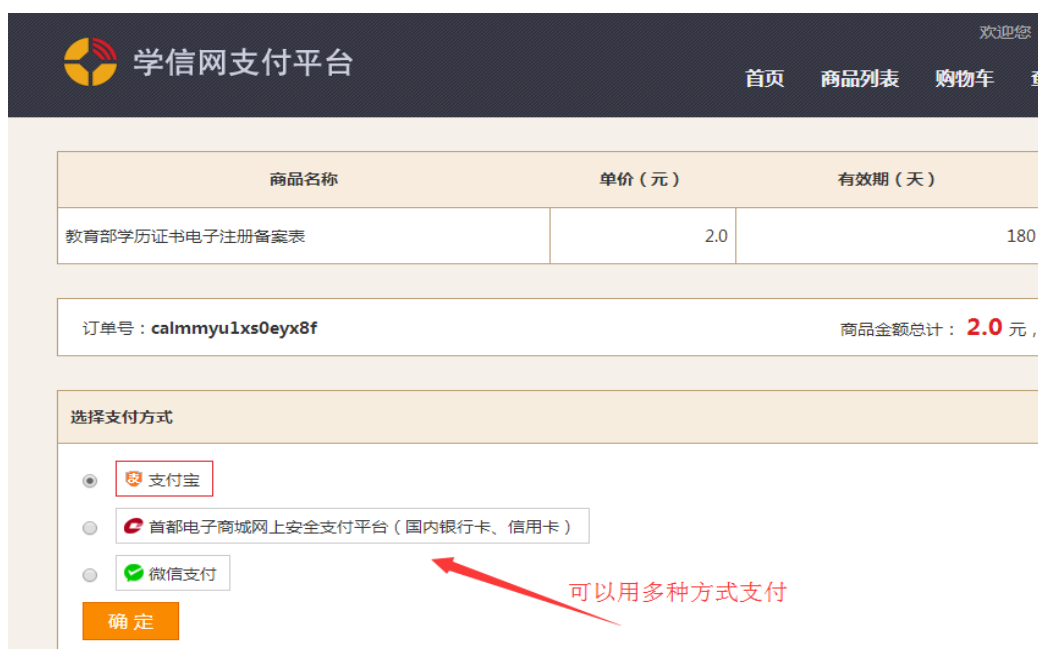 欢迎您
学信网支付平台
首页 商品列表 购物车
商品名称 单价（元） 有效期（天）
教育部学历证书电子注册备案表 2.0 180
订单号：calmmyu1xs0eyx8f 商品金额总计： 2.0 元，
选择支付方式
支付宝
首都电子商城网上安全支付平台（国内银行卡、信用卡）
微信支付
可以用多种方式支付
确 定